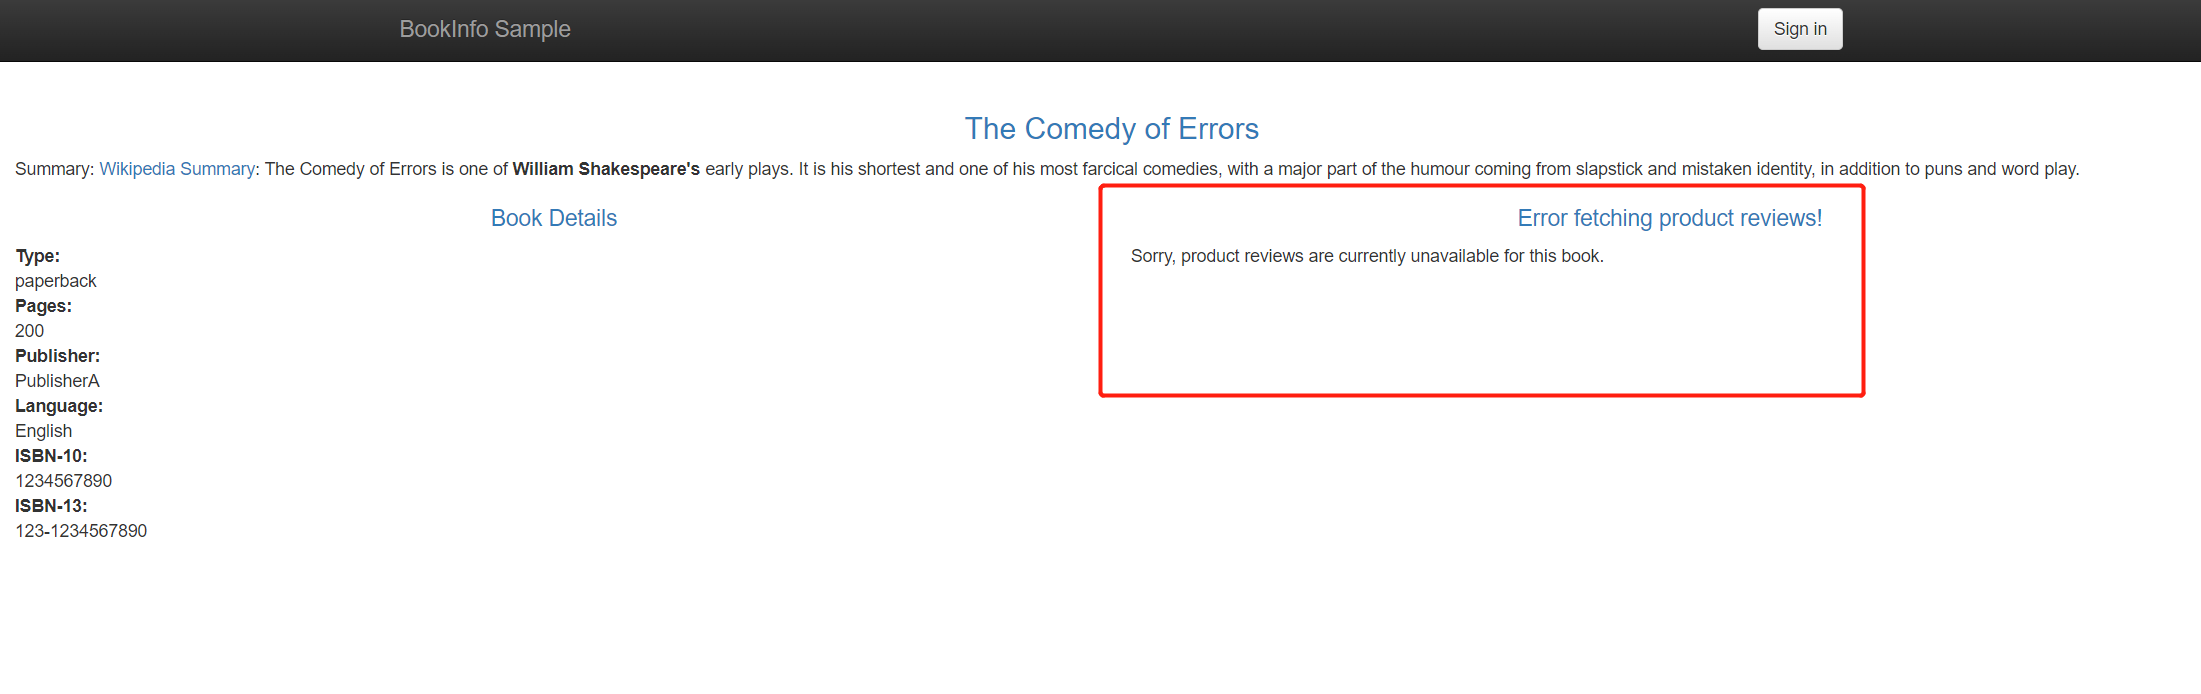 BookInfo Sample
Sign in
The Comedy of Errors
Summary: Wikipedia Summary: The Comedy of Errors is one of William Shakespeare's early plays. It is his shortest and one of his most farcical comedies, with a major part of the humour coming from slapstick and mistaken identity, in addition to puns and word play.
Book Details
Type:
paperback
Pages:
200
Publisher:
PublisherA
Language:
English
ISBN-10:
1234567890
ISBN-13:
123-1234567890
Error fetching product reviews!
Sorry, product reviews are currently unavailable for this book.